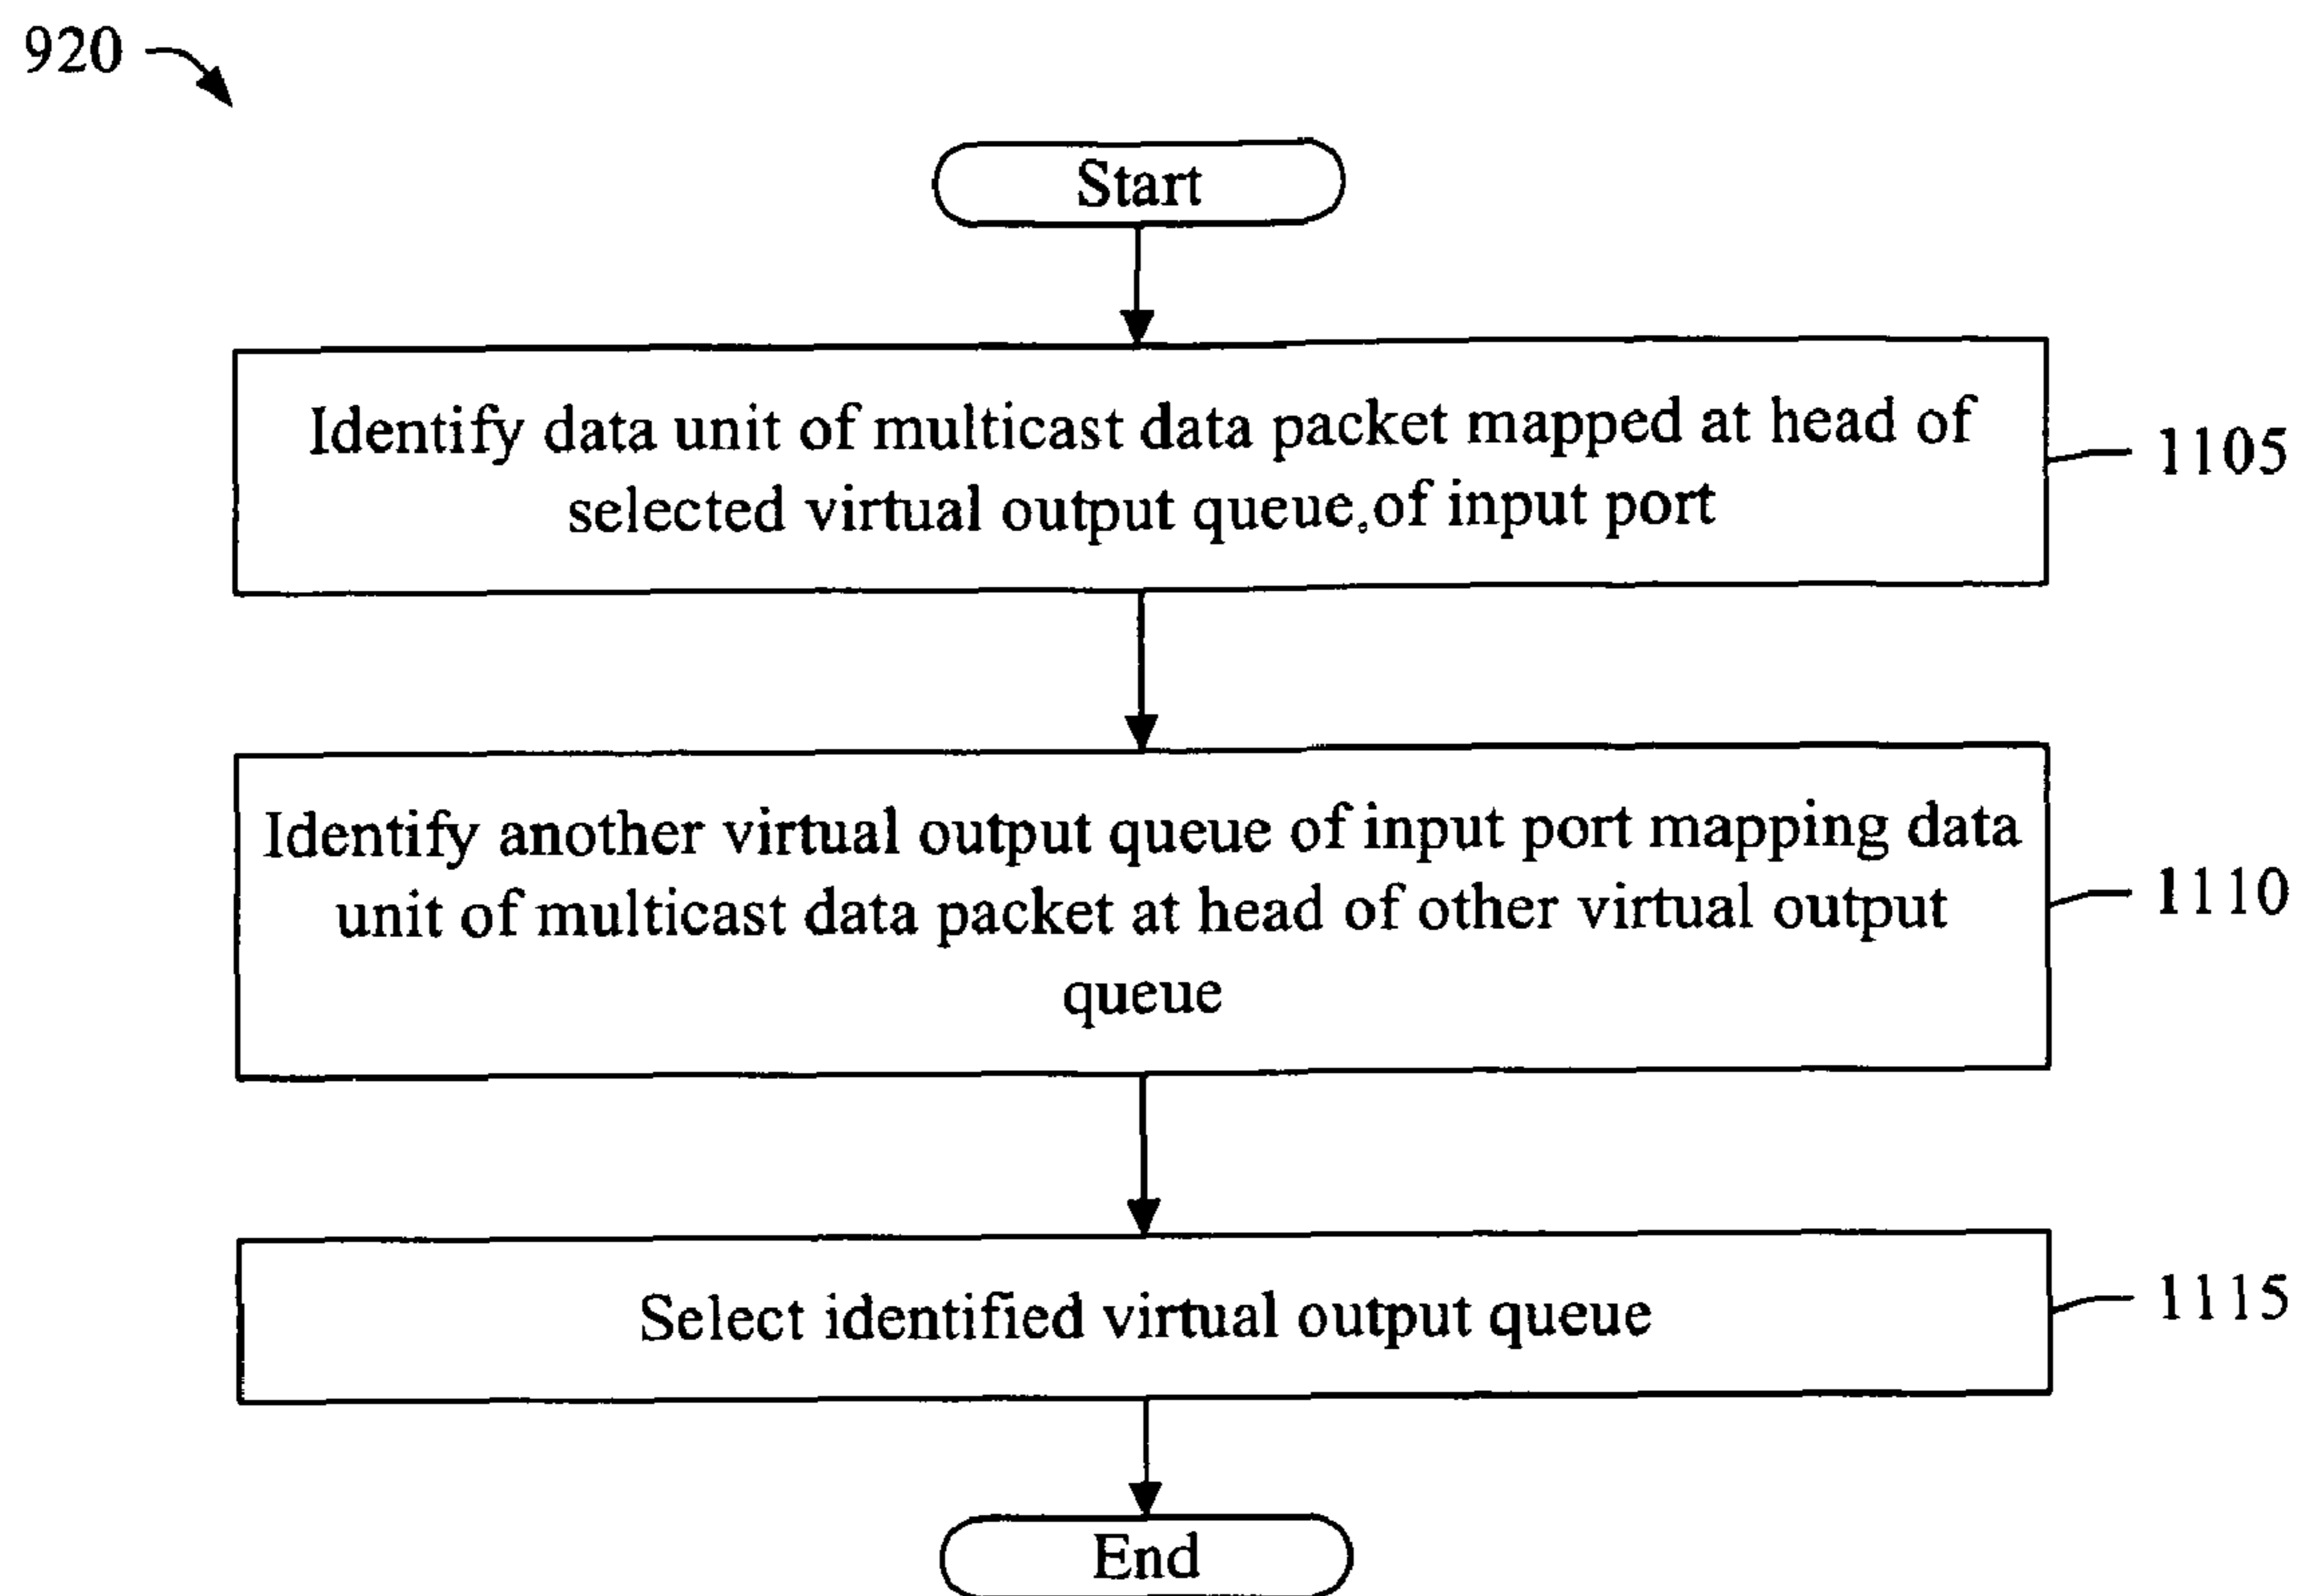 920
Start
Identify data unit of multicast data packet mapped at head of
selected virtual output queue of input port
1105
Identify another virtual output queue of input port mapping data
unit of multicast data packet at head of other virtual output
queue
1110
Select identified virtual output queue
1115
End